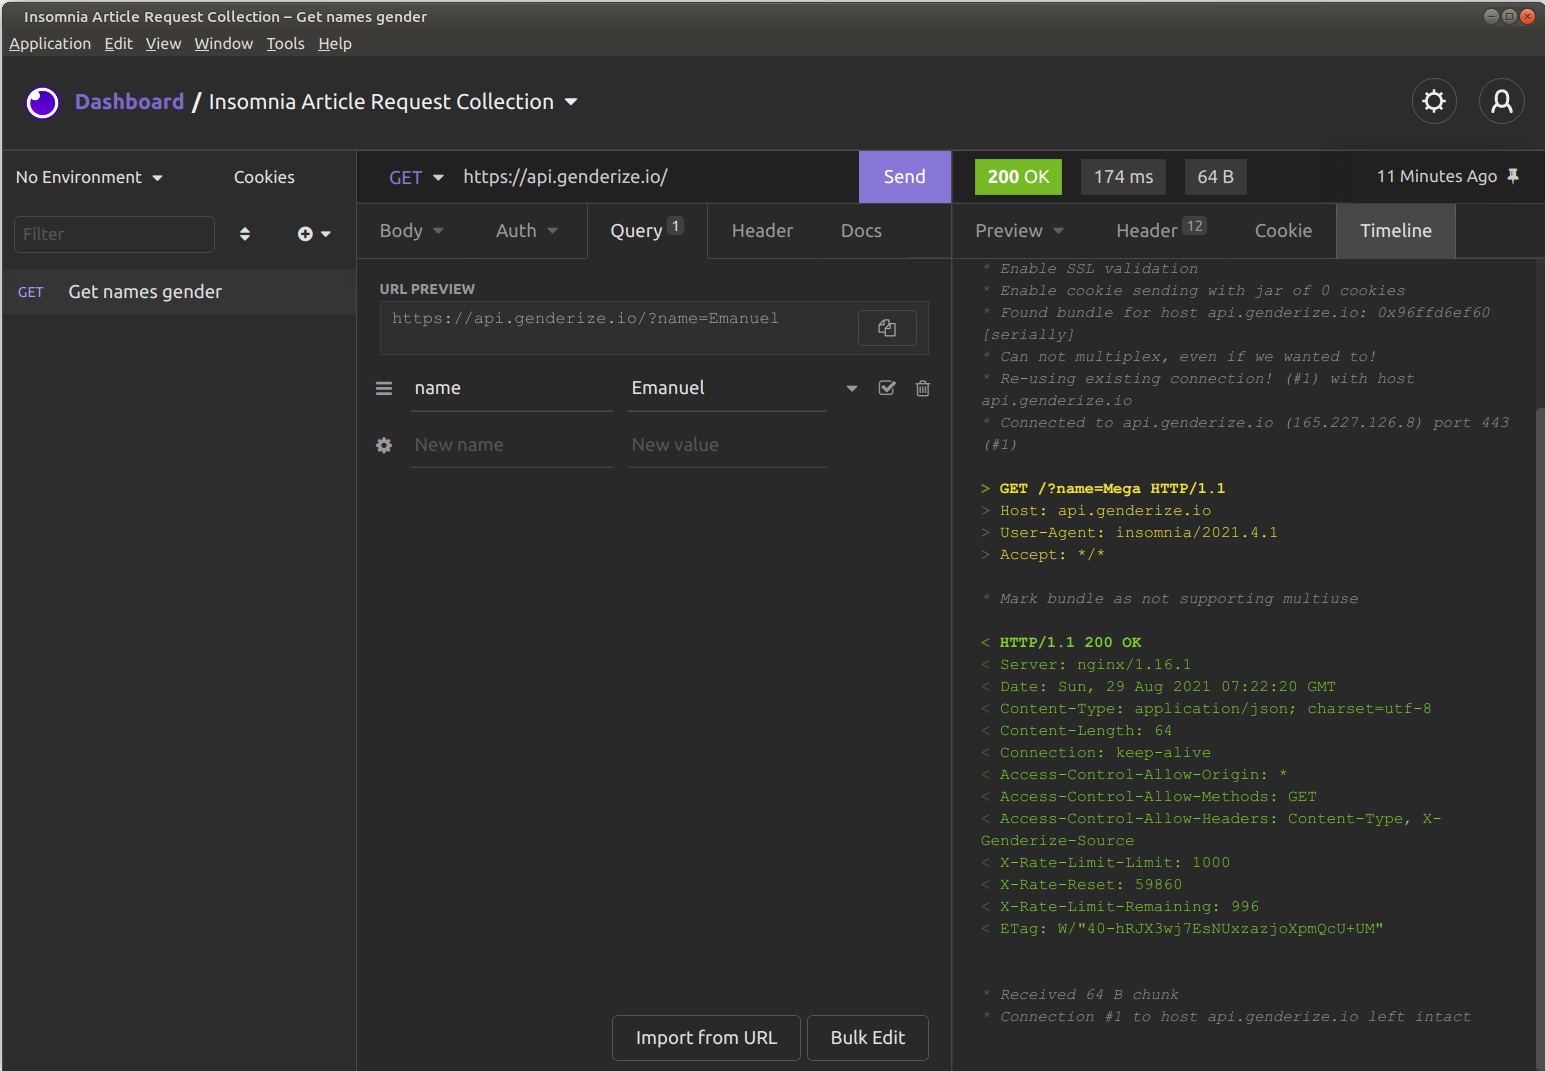 Insomnia Article Request Collection – Get names gender
Application Edit View Window Tools Help
Dashboard / Insomnia Article Request Collection
No Environment Cookies
Filter
GET Get names gender
GET https://api.genderize.io/ Send
Body Auth Query 1 Header Docs
URL PREVIEW
https://api.genderize.io/?name=Emanuel
name Emanuel
New name New value
Import from URL Bulk Edit
200 OK 174 ms 64 B 11 Minutes Ago
Preview Header 12 Cookie Timeline
* Enable SSL validation
* Enable cookie sending with jar of 0 cookies
* Found bundle for host api.genderize.io: 0x96ffd6ef60
[serially]
* Can not multiplex, even if we wanted to!
* Re-using existing connection! (#1) with host
api.genderize.io
* Connected to api.genderize.io (165.227.126.8) port 443
(#1)
> GET /?name=Mega HTTP/1.1
> Host: api.genderize.io
> User-Agent: insomnia/2021.4.1
> Accept: */*
* Mark bundle as not supporting multiuse
< HTTP/1.1 200 OK
< Server: nginx/1.16.1
< Date: Sun, 29 Aug 2021 07:22:20 GMT
< Content-Type: application/json; charset=utf-8
< Content-Length: 64
< Connection: keep-alive
< Access-Control-Allow-Origin: *
< Access-Control-Allow-Methods: GET
< Access-Control-Allow-Headers: Content-Type, X-
Genderize-Source
< X-Rate-Limit-Limit: 1000
< X-Rate-Reset: 59860
< X-Rate-Limit-Remaining: 996
< ETag: W/"40-hRJX3wj7EsNUxzazjoXpmQcU+UM"
* Received 64 B chunk
* Connection #1 to host api.genderize.io left intact